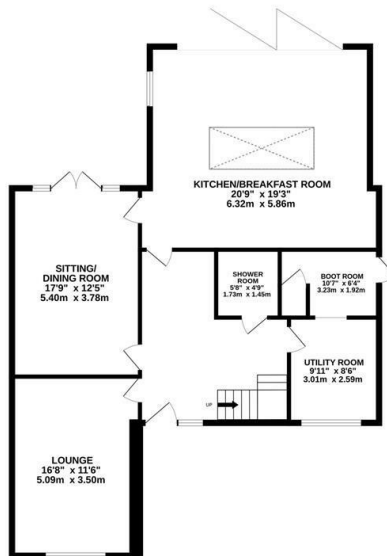 KITCHEN/BREAKFAST ROOM
20'9" x 19'3"
6.32m x 5.86m
SITTING/
DINING ROOM
17'9" x 12'5"
5.40m x 3.78m
SHOWER
ROOM
5'8" x 4'9"
1.73m x 1.45m
BOOT ROOM
10'7" x 6'4"
3.23m x 1.92m
UTILITY ROOM
9'11" x 8'6"
3.01m x 2.59m
UP
LOUNGE
16'8" x 11'6"
5.09m x 3.50m